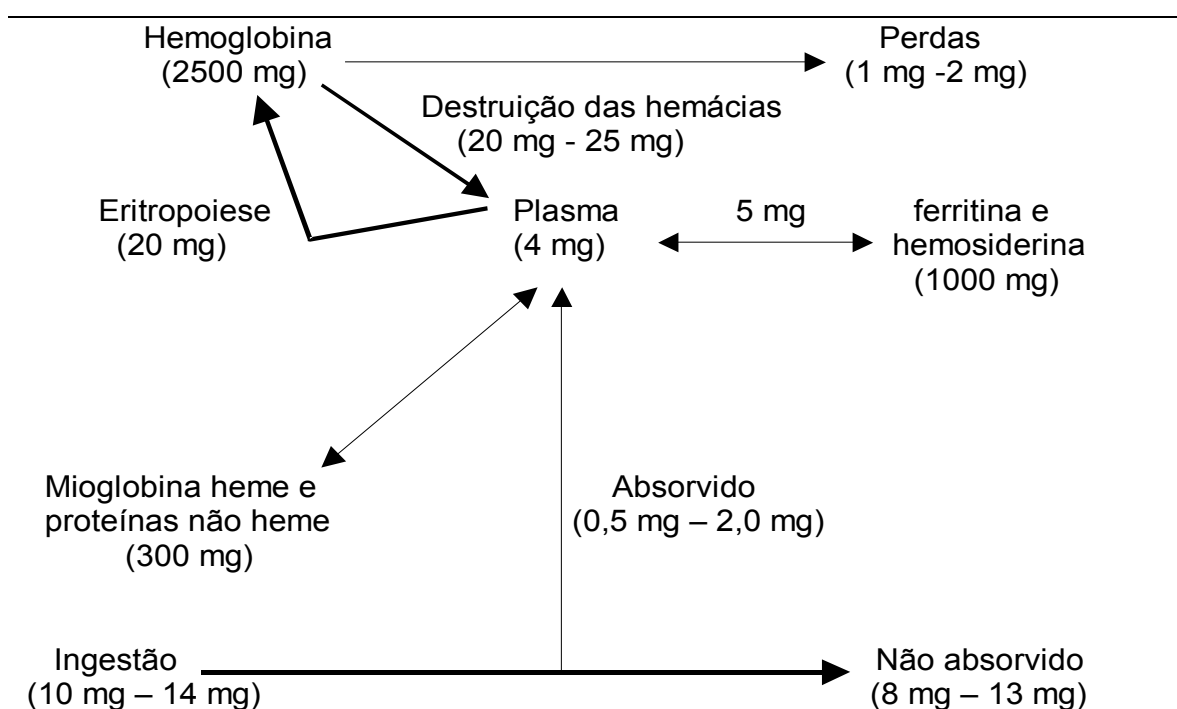 Hemoglobina
(2500 mg)
Perdas
(1 mg -2 mg)
Destruição das hemácias
(20 mg - 25 mg)
Eritropoiese
(20 mg)
Plasma
(4 mg)
5 mg
ferritina e
hemosiderina
(1000 mg)
Mioglobina heme e
proteínas não heme
(300 mg)
Absorvido
(0,5 mg – 2,0 mg)
Ingestão
(10 mg – 14 mg)
Não absorvido
(8 mg – 13 mg)